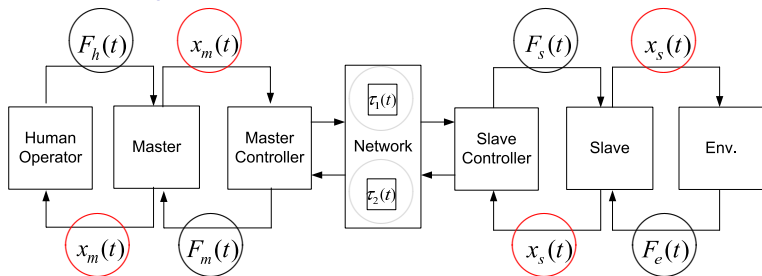 F_h(t)
x_m(t)
F_s(t)
x_s(t)
τ_1(t)
Human Operator
Master
Master Controller
Network
Slave Controller
Slave
Env.
τ_2(t)
x_m(t)
F_m(t)
x_s(t)
F_e(t)